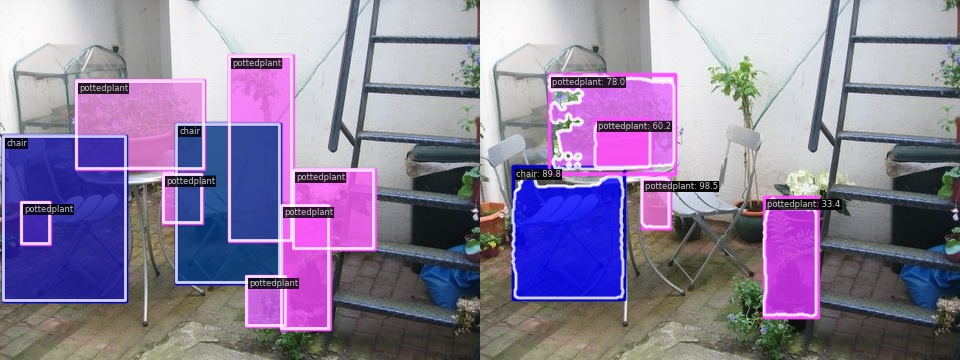 pottedplant
pottedplant
chair
chair
pottedplant
pottedplant
pottedplant
pottedplant
pottedplant
pottedplant: 78.0
pottedplant: 60.2
chair: 89.8
pottedplant: 98.5
pottedplant: 33.4